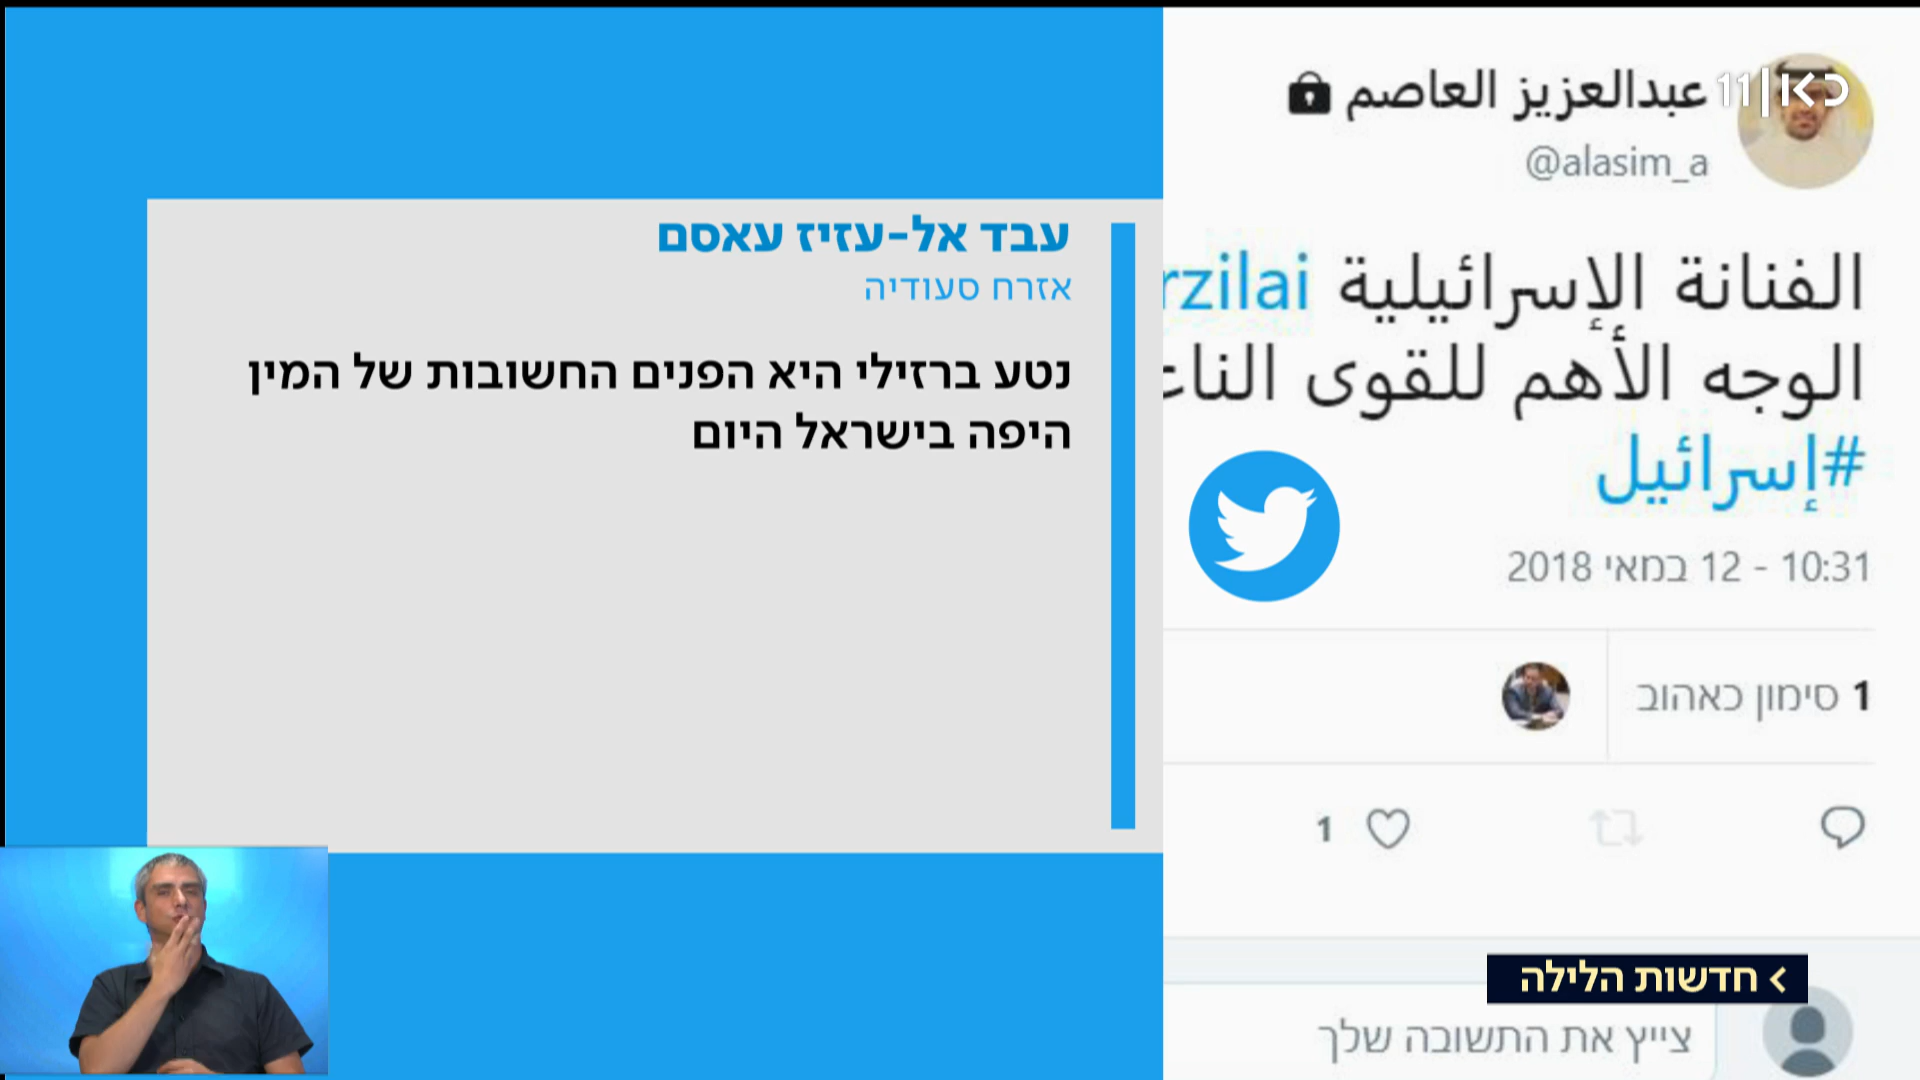 כאן 11
عبدالعزيز العاصم
@alasim_a
الفنانة الإسرائيلية rzilai
الوجه الأهم للقوى
#إسرائيل
10:31 - 12 במאי 2018
1 סימון כאהוב
1
צייץ את התשובה שלך
עבד אל-עזיז עאסם
אזרח סעודיה
נטע ברזילי היא הפנים החשובות של המין
היפה בישראל היום
חדשות הלילה